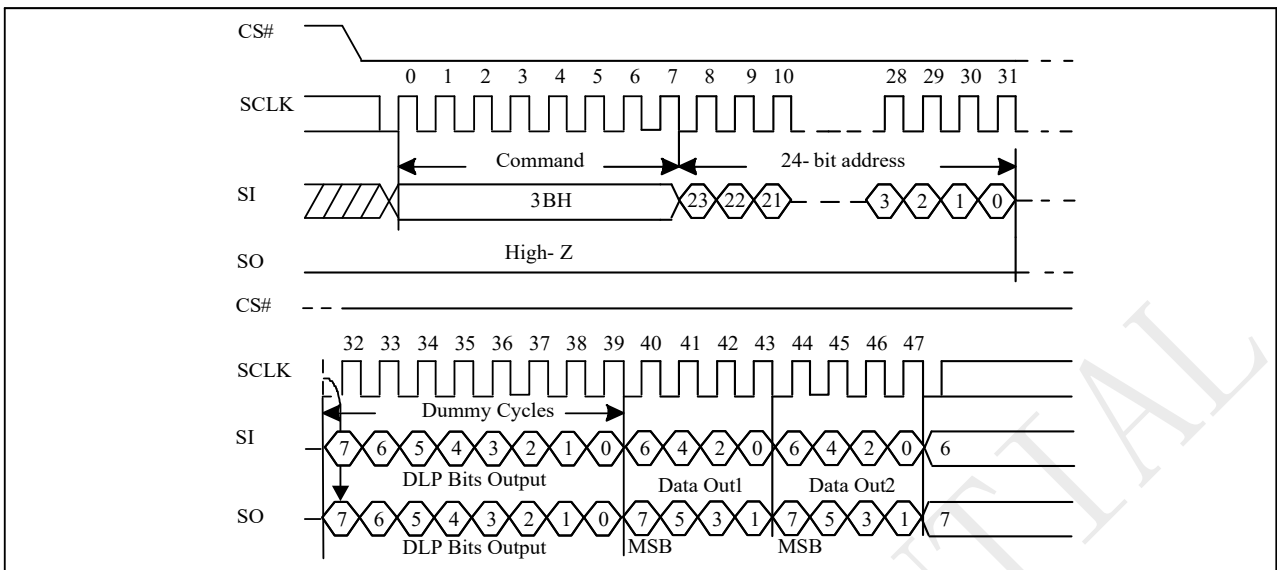 CS#
0 1 2 3 4 5 6 7 8 9 10 28 29 30 31
SCLK
Command 24- bit address
SI 3BH 23 22 21 3 2 1 0
High- Z
SO
CS#
32 33 34 35 36 37 38 39 40 41 42 43 44 45 46 47
SCLK
Dummy Cycles
SI 7 6 5 4 3 2 1 0 6 4 2 0 6 4 2 0 6
DLP Bits Output Data Out1 Data Out2
SO 7 6 5 4 3 2 1 0 7 5 3 1 7 5 3 1 7
DLP Bits Output MSB MSB
NTIAL